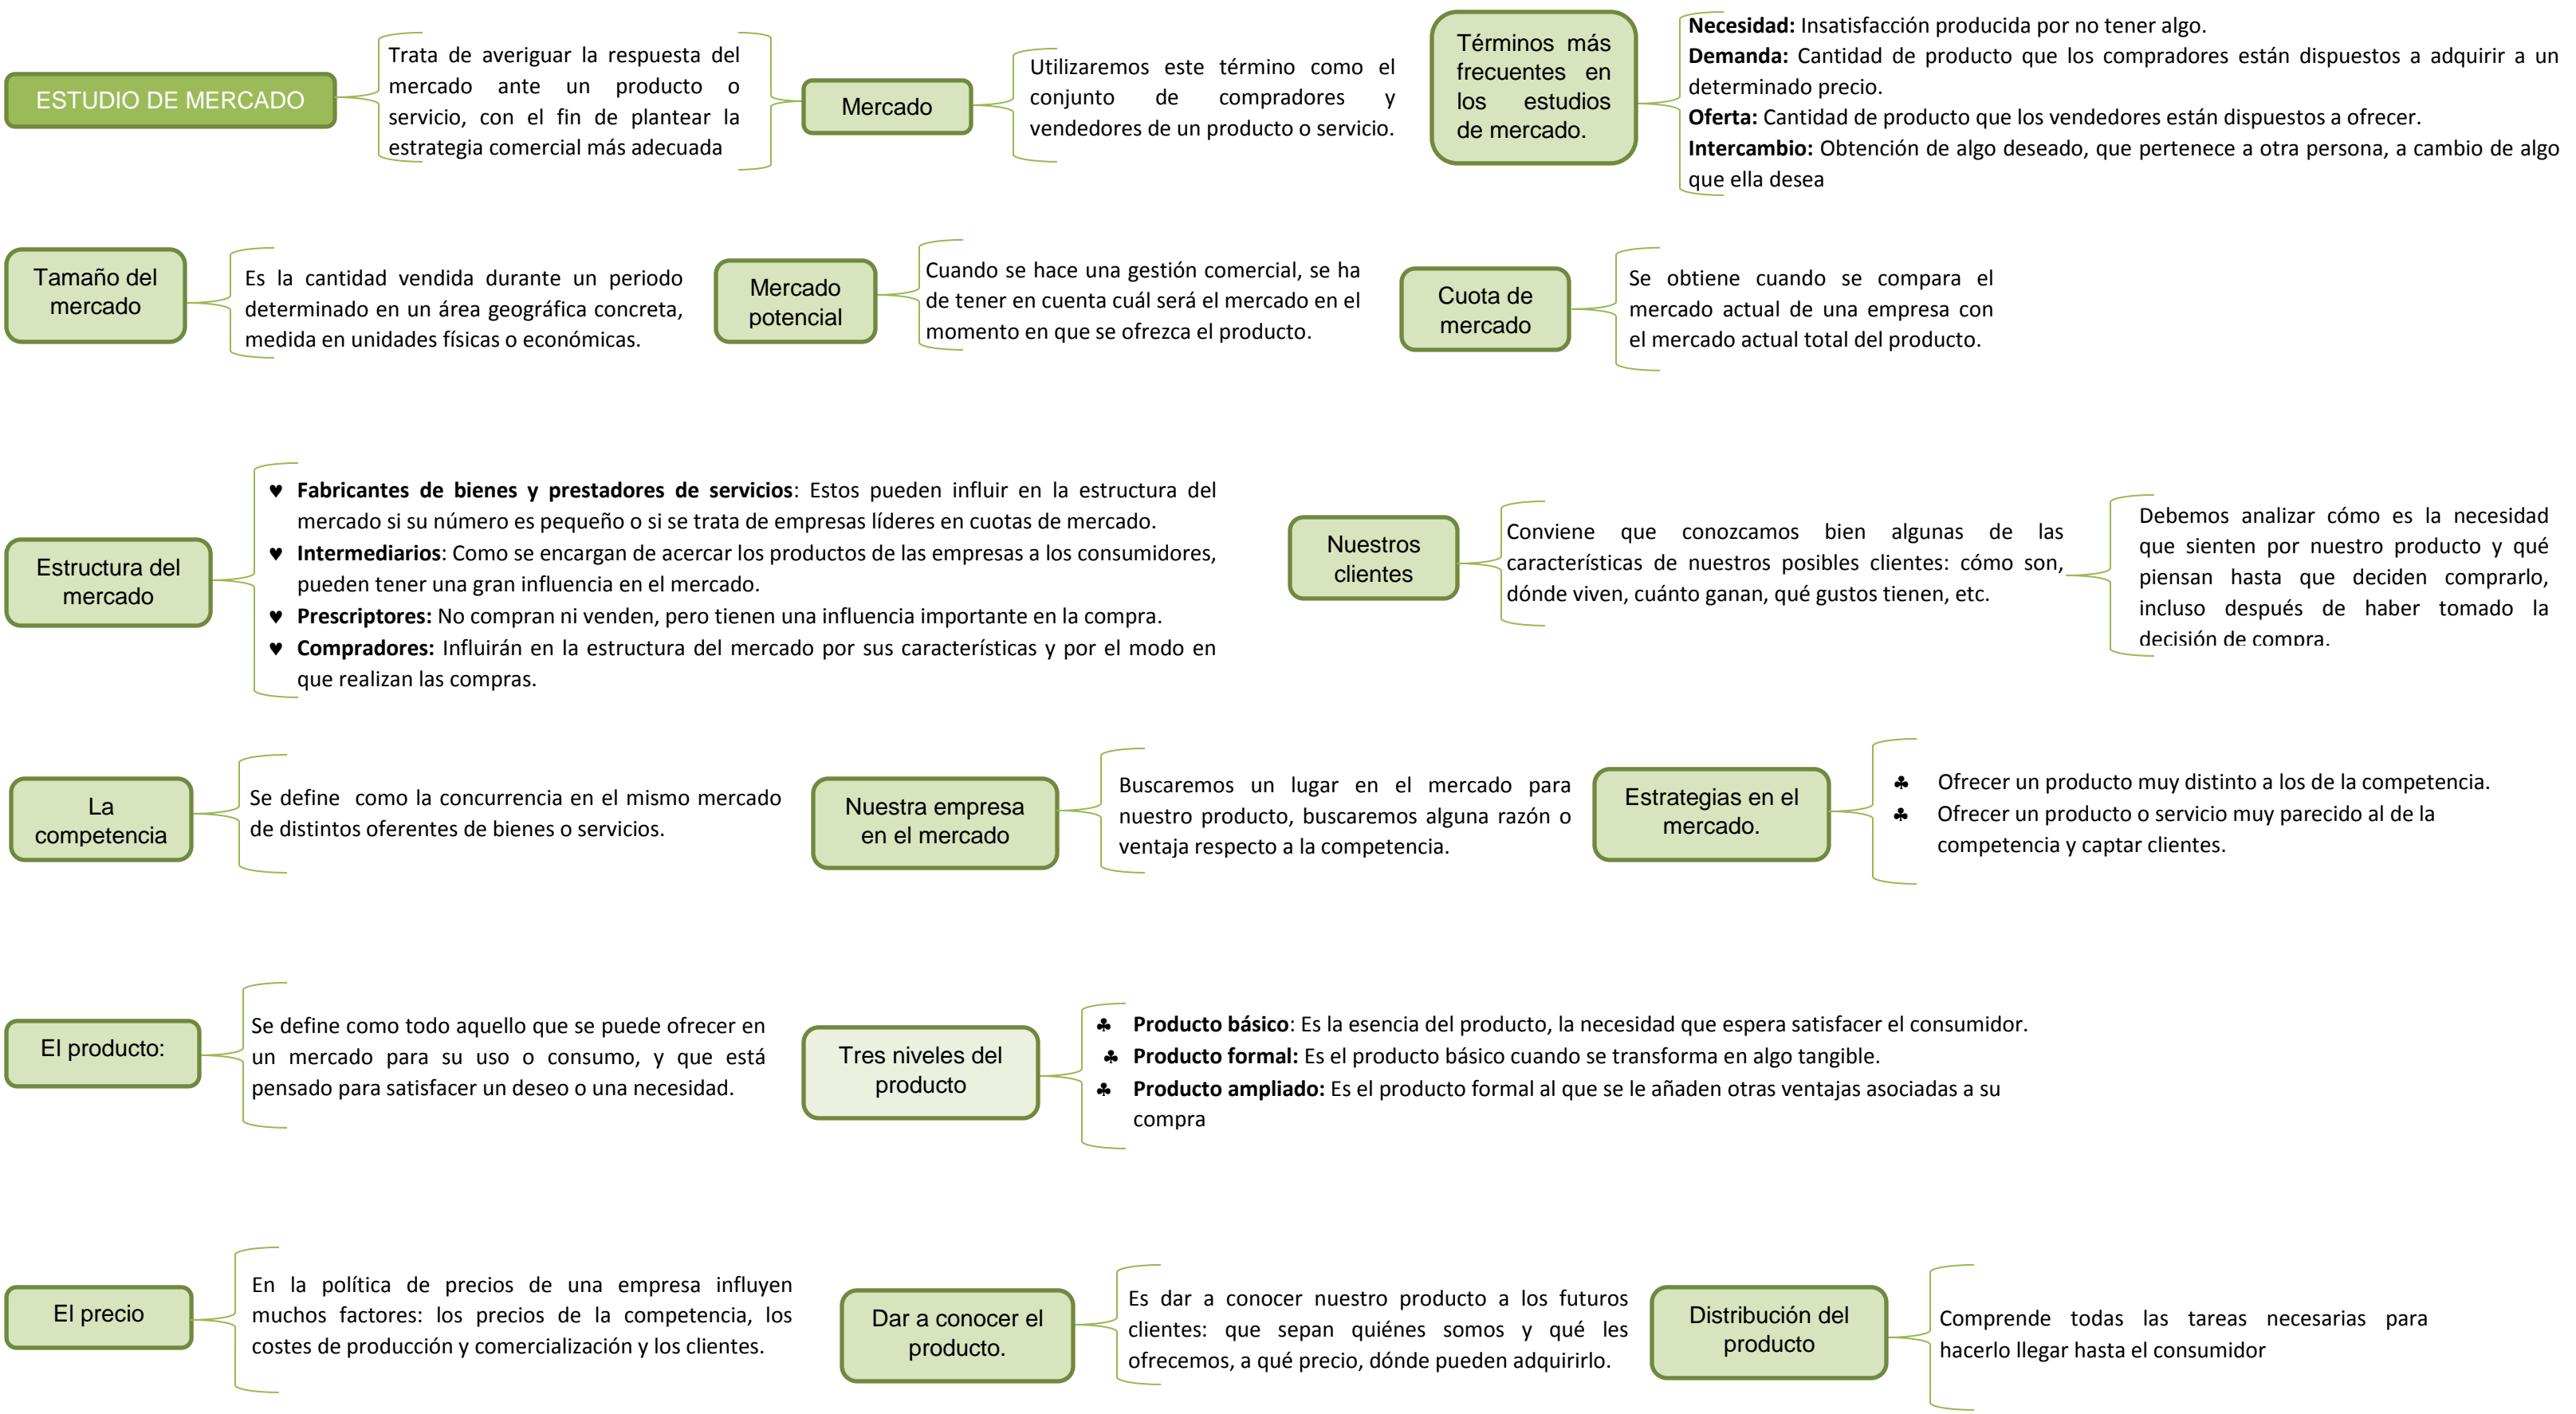 ESTUDIO DE MERCADO
Trata de averiguar la respuesta del
mercado ante un producto o
servicio, con el fin de plantear la
estrategia comercial más adecuada
Mercado
Utilizaremos este término como el
conjunto de compradores y
vendedores de un producto o servicio.
Términos más
frecuentes en
los estudios
de mercado.
Necesidad: Insatisfacción producida por no tener algo.
Demanda: Cantidad de producto que los compradores están dispuestos a adquirir a un
determinado precio.
Oferta: Cantidad de producto que los vendedores están dispuestos a ofrecer.
Intercambio: Obtención de algo deseado, que pertenece a otra persona, a cambio de algo
que ella desea
Tamaño del
mercado
Es la cantidad vendida durante un periodo
determinado en un área geográfica concreta,
medida en unidades físicas o económicas.
Mercado
potencial
Cuando se hace una gestión comercial, se ha
de tener en cuenta cuál será el mercado en el
momento en que se ofrezca el producto.
Cuota de
mercado
Se obtiene cuando se compara el
mercado actual de una empresa con
el mercado actual total del producto.
Estructura del
mercado
♥ Fabricantes de bienes y prestadores de servicios: Estos pueden influir en la estructura del
mercado si su número es pequeño o si se trata de empresas líderes en cuotas de mercado.
♥ Intermediarios: Como se encargan de acercar los productos de las empresas a los consumidores,
pueden tener una gran influencia en el mercado.
♥ Prescriptores: No compran ni venden, pero tienen una influencia importante en la compra.
♥ Compradores: Influirán en la estructura del mercado por sus características y por el modo en
que realizan las compras.
Nuestros
clientes
Conviene que conozcamos bien algunas de las
características de nuestros posibles clientes: cómo son,
dónde viven, cuánto ganan, qué gustos tienen, etc.
Debemos analizar cómo es la necesidad
que sienten por nuestro producto y qué
piensan hasta que deciden comprarlo,
incluso después de haber tomado la
decisión de compra.
La
competencia
Se define como la concurrencia en el mismo mercado
de distintos oferentes de bienes o servicios.
Nuestra empresa
en el mercado
Buscaremos un lugar en el mercado para
nuestro producto, buscaremos alguna razón o
ventaja respecto a la competencia.
Estrategias en el
mercado.
♣ Ofrecer un producto muy distinto a los de la competencia.
♣ Ofrecer un producto o servicio muy parecido al de la
competencia y captar clientes.
El producto:
Se define como todo aquello que se puede ofrecer en
un mercado para su uso o consumo, y que está
pensado para satisfacer un deseo o una necesidad.
Tres niveles del
producto
♣ Producto básico: Es la esencia del producto, la necesidad que espera satisfacer el consumidor.
♣ Producto formal: Es el producto básico cuando se transforma en algo tangible.
♣ Producto ampliado: Es el producto formal al que se le añaden otras ventajas asociadas a su
compra
El precio
En la política de precios de una empresa influyen
muchos factores: los precios de la competencia, los
costes de producción y comercialización y los clientes.
Dar a conocer el
producto.
Es dar a conocer nuestro producto a los futuros
clientes: que sepan quiénes somos y qué les
ofrecemos, a qué precio, dónde pueden adquirirlo.
Distribución del
producto
Comprende todas las tareas necesarias para
hacerlo llegar hasta el consumidor